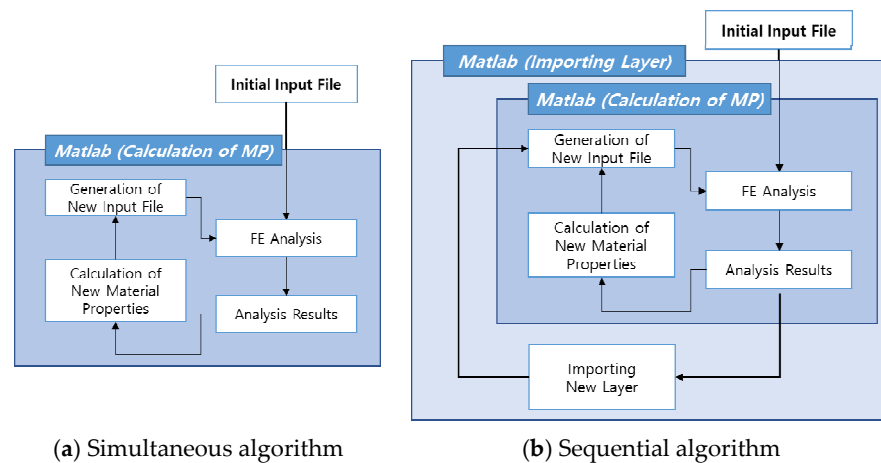 Initial Input File
Matlab (Calculation of MP)
Generation of
New Input File
FE Analysis
Calculation of
New Material
Properties
Analysis Results
(a) Simultaneous algorithm
Initial Input File
Matlab (Importing Layer)
Matlab (Calculation of MP)
Generation of
New Input File
FE Analysis
Calculation of
New Material
Properties
Analysis Results
Importing
New Layer
(b) Sequential algorithm